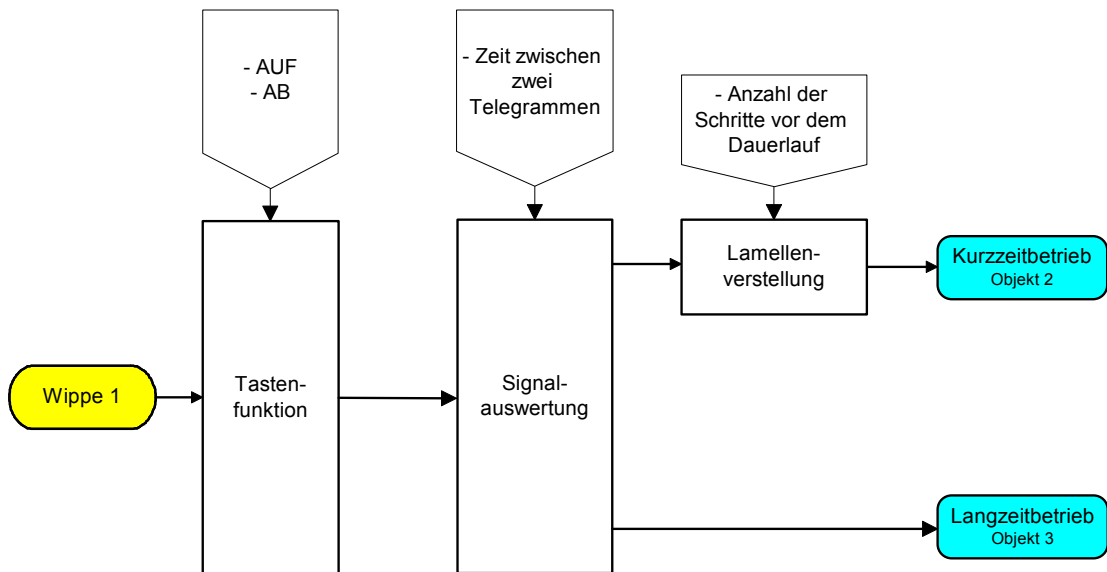 - AUF
- AB
- Zeit zwischen
zwei
Telegrammen
- Anzahl der
Schritte vor dem
Dauerlauf
Wippe 1
Tasten-
funktion
Signal-
auswertung
Lamellen-
verstellung
Kurzzeitbetrieb
Objekt 2
Langzeitbetrieb
Objekt 3